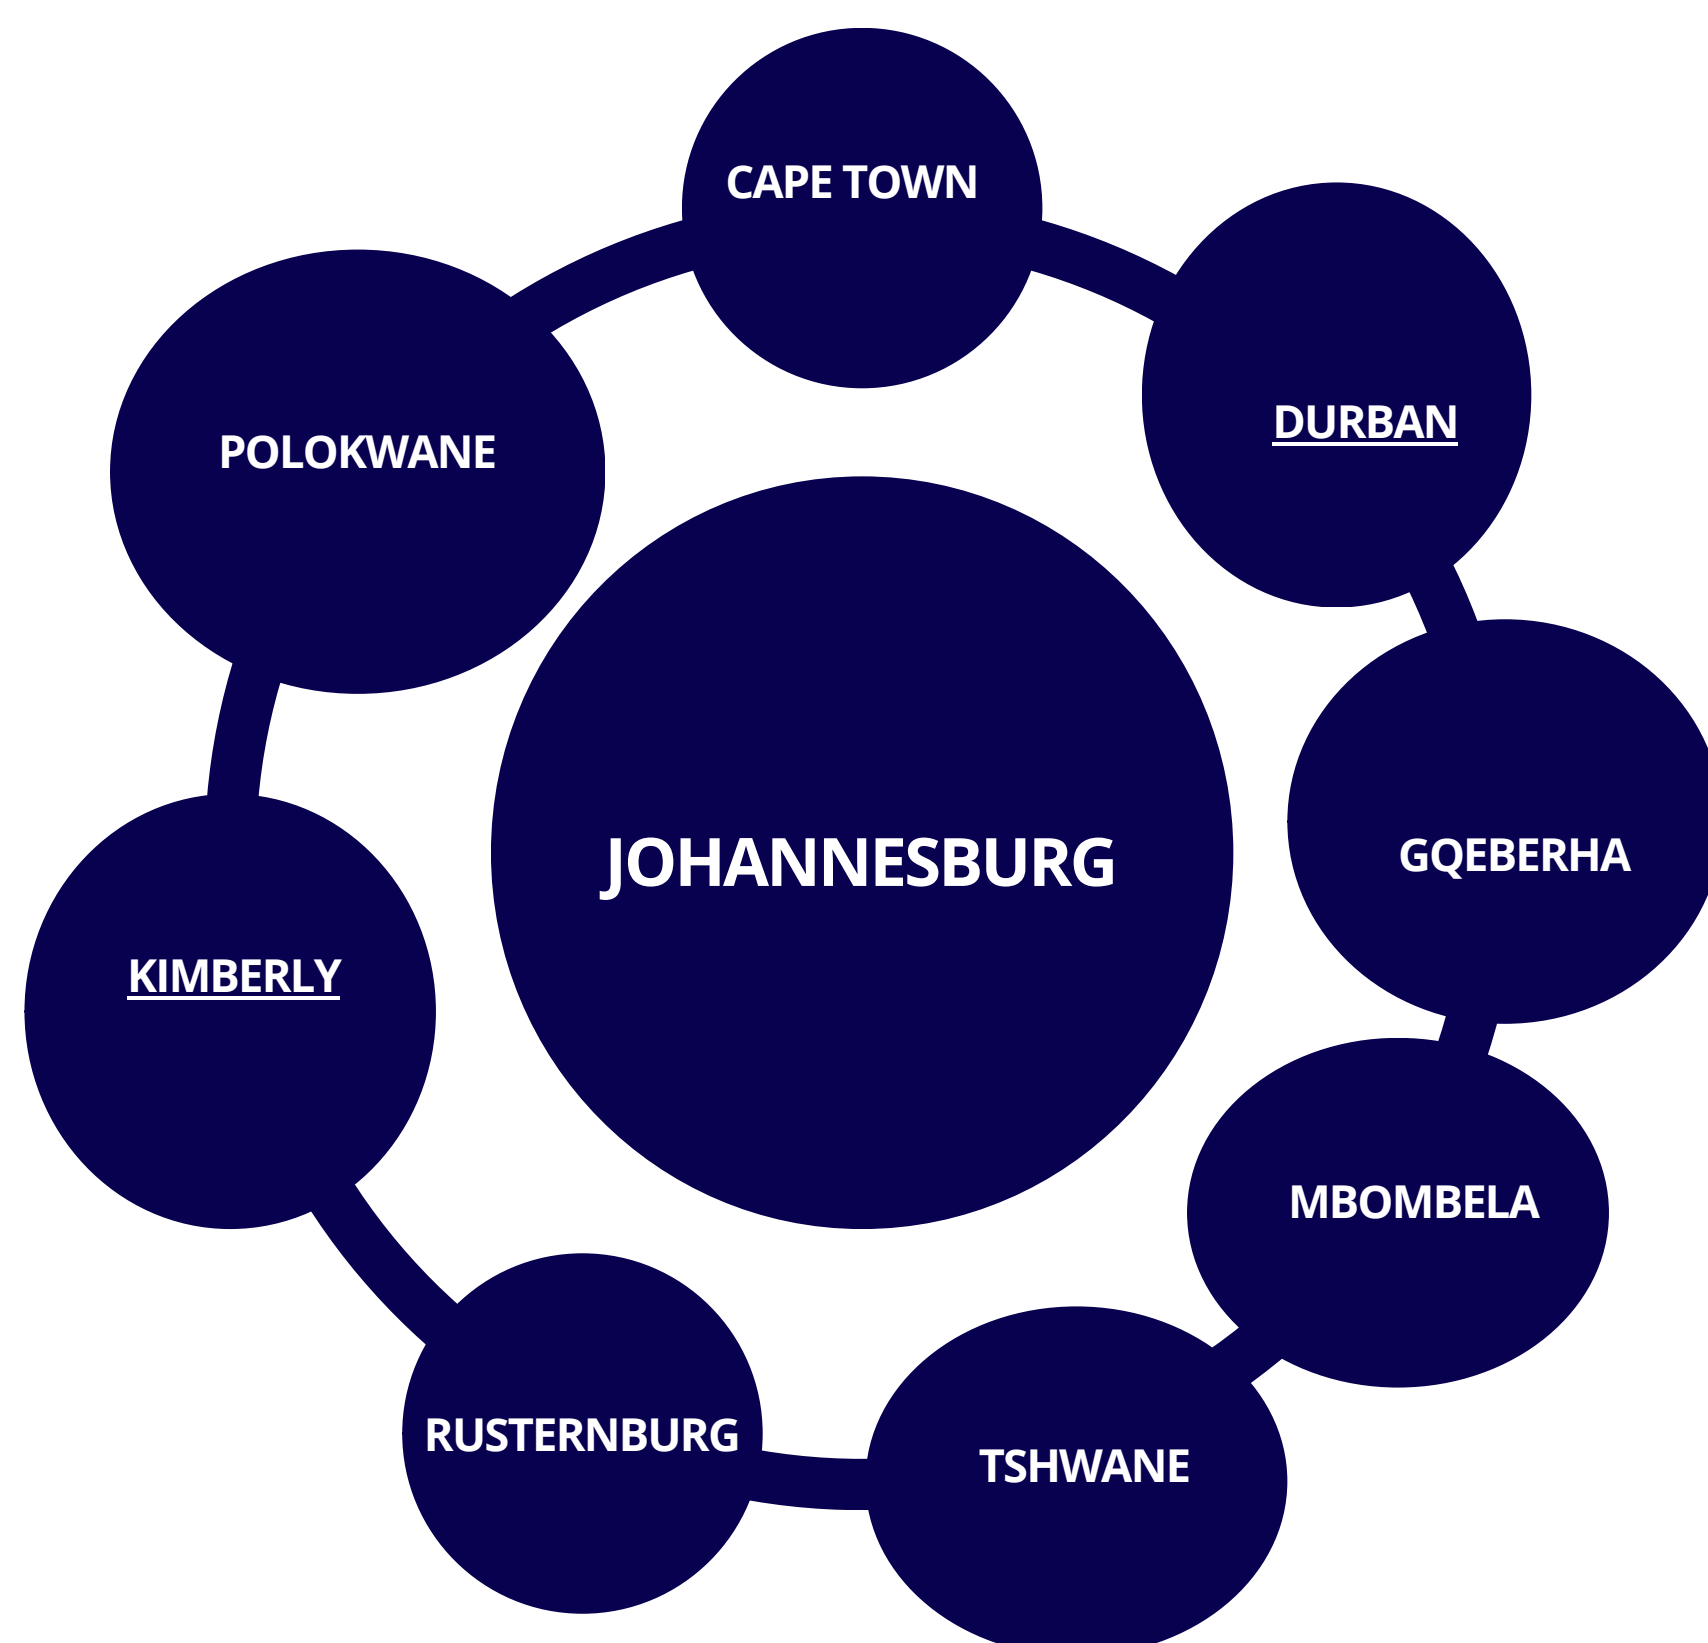 CAPE TOWN
DURBAN
POLOKWANE
JOHANNESBURG
GQEBERHA
KIMBERLY
MBOMBELA
RUSTERNBURG
TSHWANE